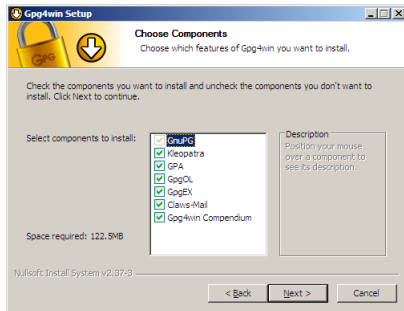 Gpg4win Setup
GPG
Choose Components
Choose which features of Gpg4win you want to install.
Check the components you want to install and uncheck the components you don't want to
install. Click Next to continue.
Select components to install:
GnuPG
Kleopatra
GPA
GpgOL
GpgEX
Claws-Mail
Gpg4win Compendium
Description
Position your mouse
over a component to
see its description.
Space required: 122.5MB
Nullsoft Install System v2.37-3
< Back
Next >
Cancel